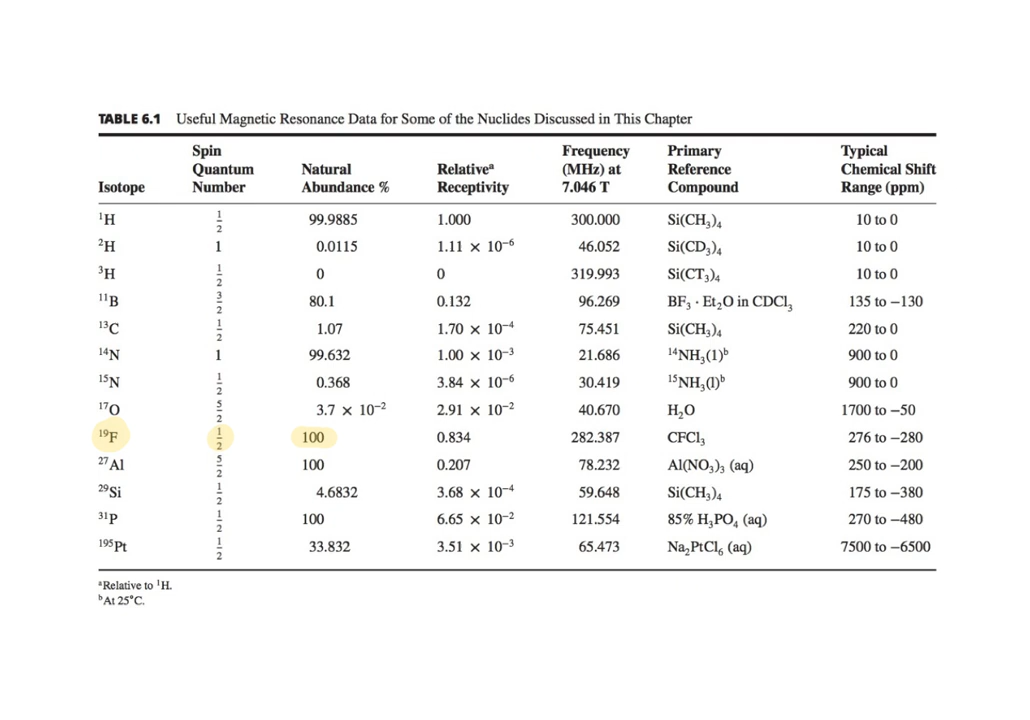 TABLE 6.1 Useful Magnetic Resonance Data for Some of the Nuclides Discussed in This Chapter
Isotope Spin Quantum Number Natural Abundance % Relativeᵃ Receptivity Frequency (MHz) at 7.046 T Primary Reference Compound Typical Chemical Shift Range (ppm)
¹H 1/2 99.9885 1.000 300.000 Si(CH₃)₄ 10 to 0
²H 1 0.0115 1.11 × 10⁻⁶ 46.052 Si(CD₃)₄ 10 to 0
³H 1/2 0 0 319.993 Si(CT₃)₄ 10 to 0
¹¹B 3/2 80.1 0.132 96.269 BF₃ · Et₂O in CDCl₃ 135 to −130
¹³C 1/2 1.07 1.70 × 10⁻⁴ 75.451 Si(CH₃)₄ 220 to 0
¹⁴N 1 99.632 1.00 × 10⁻³ 21.686 ¹⁴NH₃(l)ᵇ 900 to 0
¹⁵N 1/2 0.368 3.84 × 10⁻⁶ 30.419 ¹⁵NH₃(l)ᵇ 900 to 0
¹⁷O 5/2 3.7 × 10⁻² 2.91 × 10⁻² 40.670 H₂O 1700 to −50
¹⁹F 1/2 100 0.834 282.387 CFCl₃ 276 to −280
²⁷Al 5/2 100 0.207 78.232 Al(NO₃)₃ (aq) 250 to −200
²⁹Si 1/2 4.6832 3.68 × 10⁻⁴ 59.648 Si(CH₃)₄ 175 to −380
³¹P 1/2 100 6.65 × 10⁻² 121.554 85% H₃PO₄ (aq) 270 to −480
¹⁹⁵Pt 1/2 33.832 3.51 × 10⁻³ 65.473 Na₂PtCl₆ (aq) 7500 to −6500
ᵃRelative to ¹H.
ᵇAt 25°C.